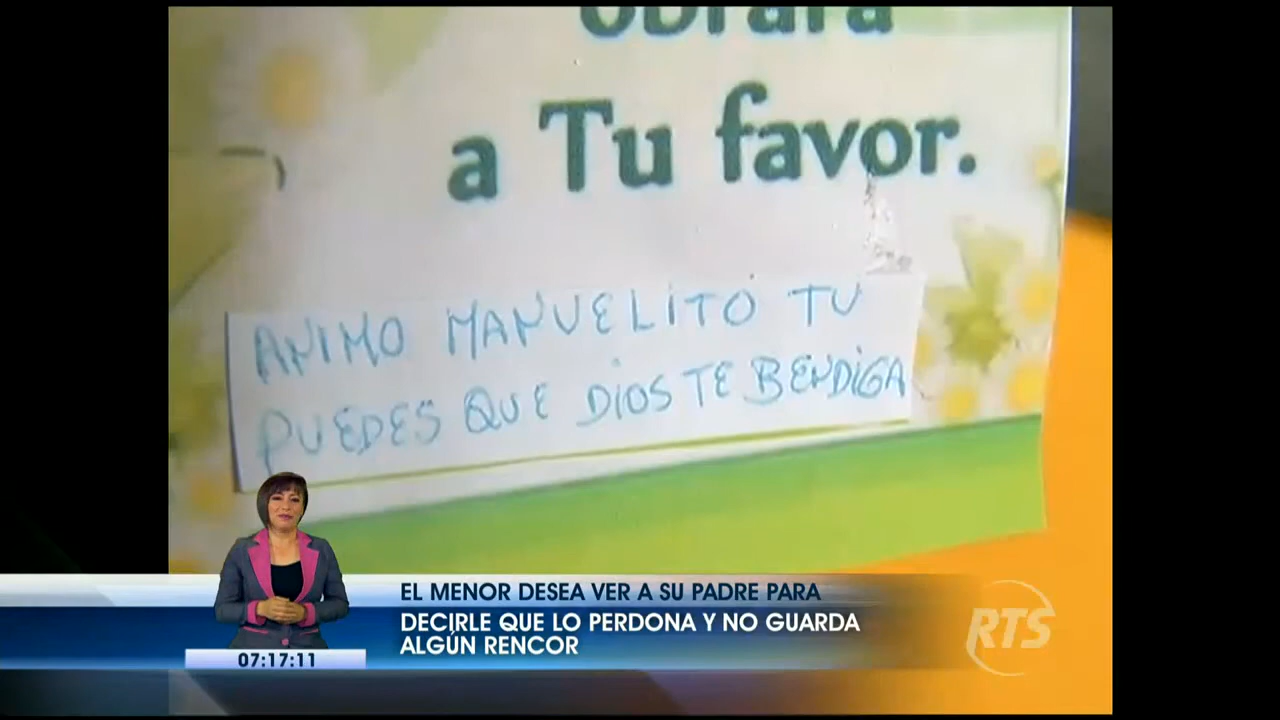 obrará
a Tu favor.
ANIMO MANUELITO TU
PUEDES QUE DIOS TE BENDIGA
EL MENOR DESEA VER A SU PADRE PARA
DECIRLE QUE LO PERDONA Y NO GUARDA
ALGÚN RENCOR
RTS
07:17:11